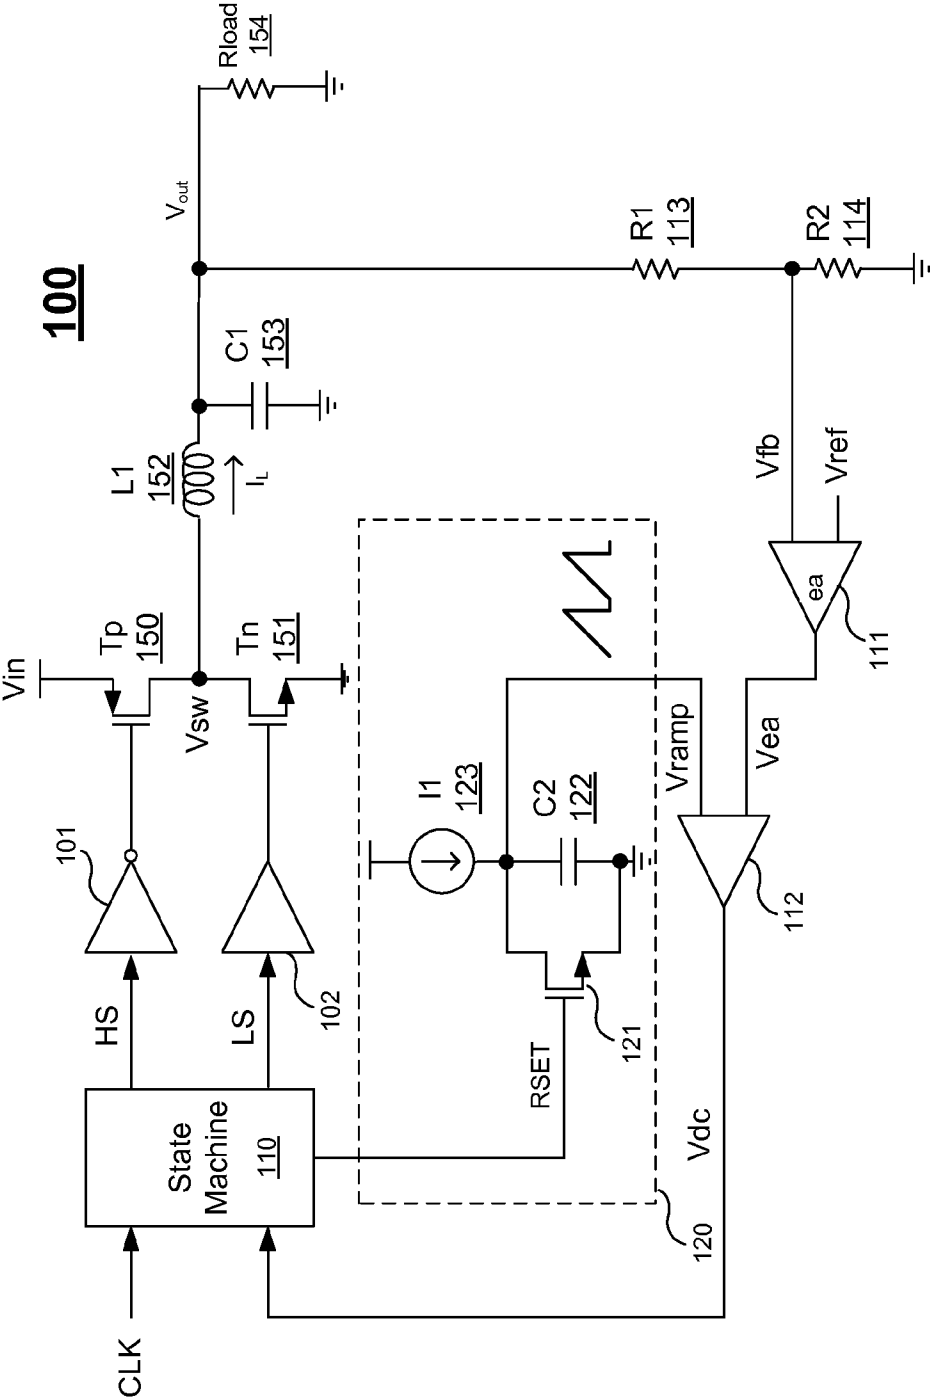 100
Vin
Tp
150
Vsw
Tn
151
L1
152
IL
C1
153
Vout
Rload
154
101
HS
LS
102
State
Machine
110
CLK
RSET
121
I1
123
C2
122
120
Vramp
Vea
Vdc
112
ea
111
Vfb
Vref
R1
113
R2
114